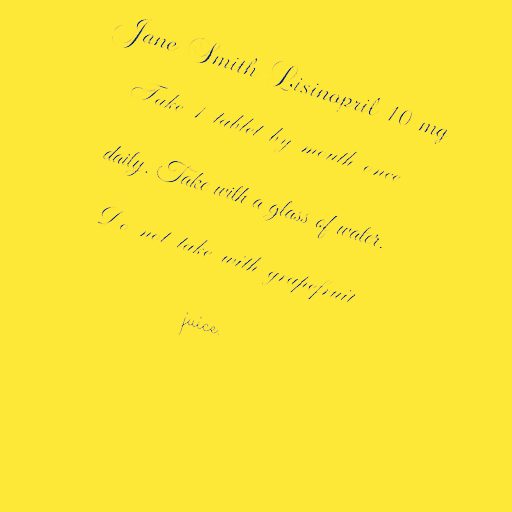 Jane Smith Lisinopril 10 mg
Take 1 tablet by mouth once
daily. Take with a glass of water.
Do not take with grapefruit
juice.